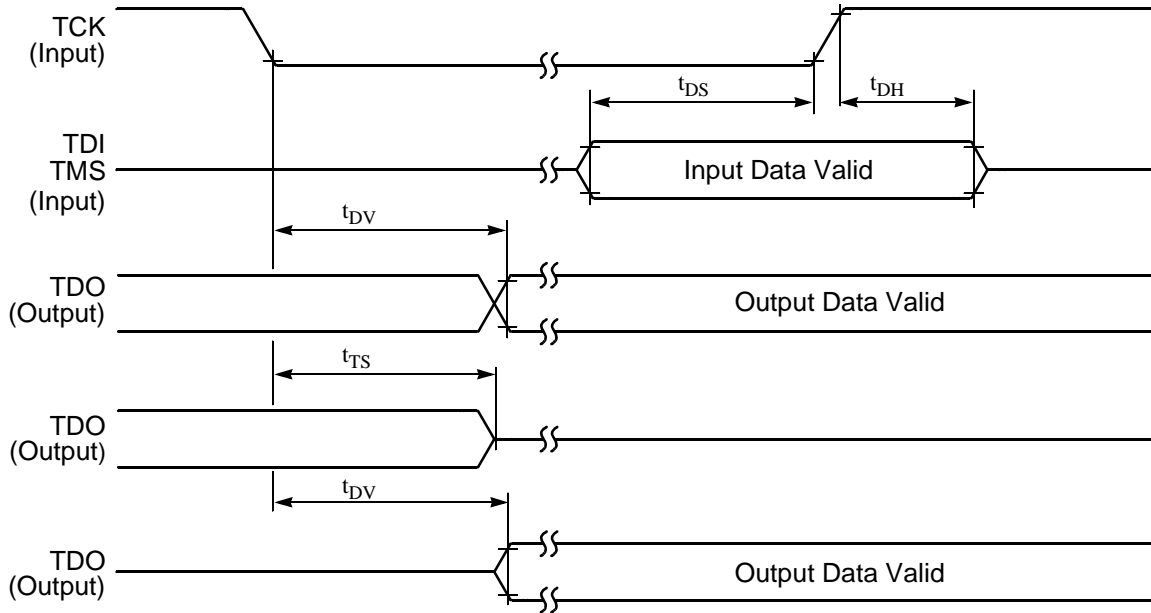 TCK
(Input)
tDS
tDH
TDI
TMS
(Input)
Input Data Valid
tDV
TDO
(Output)
Output Data Valid
tTS
TDO
(Output)
tDV
TDO
(Output)
Output Data Valid